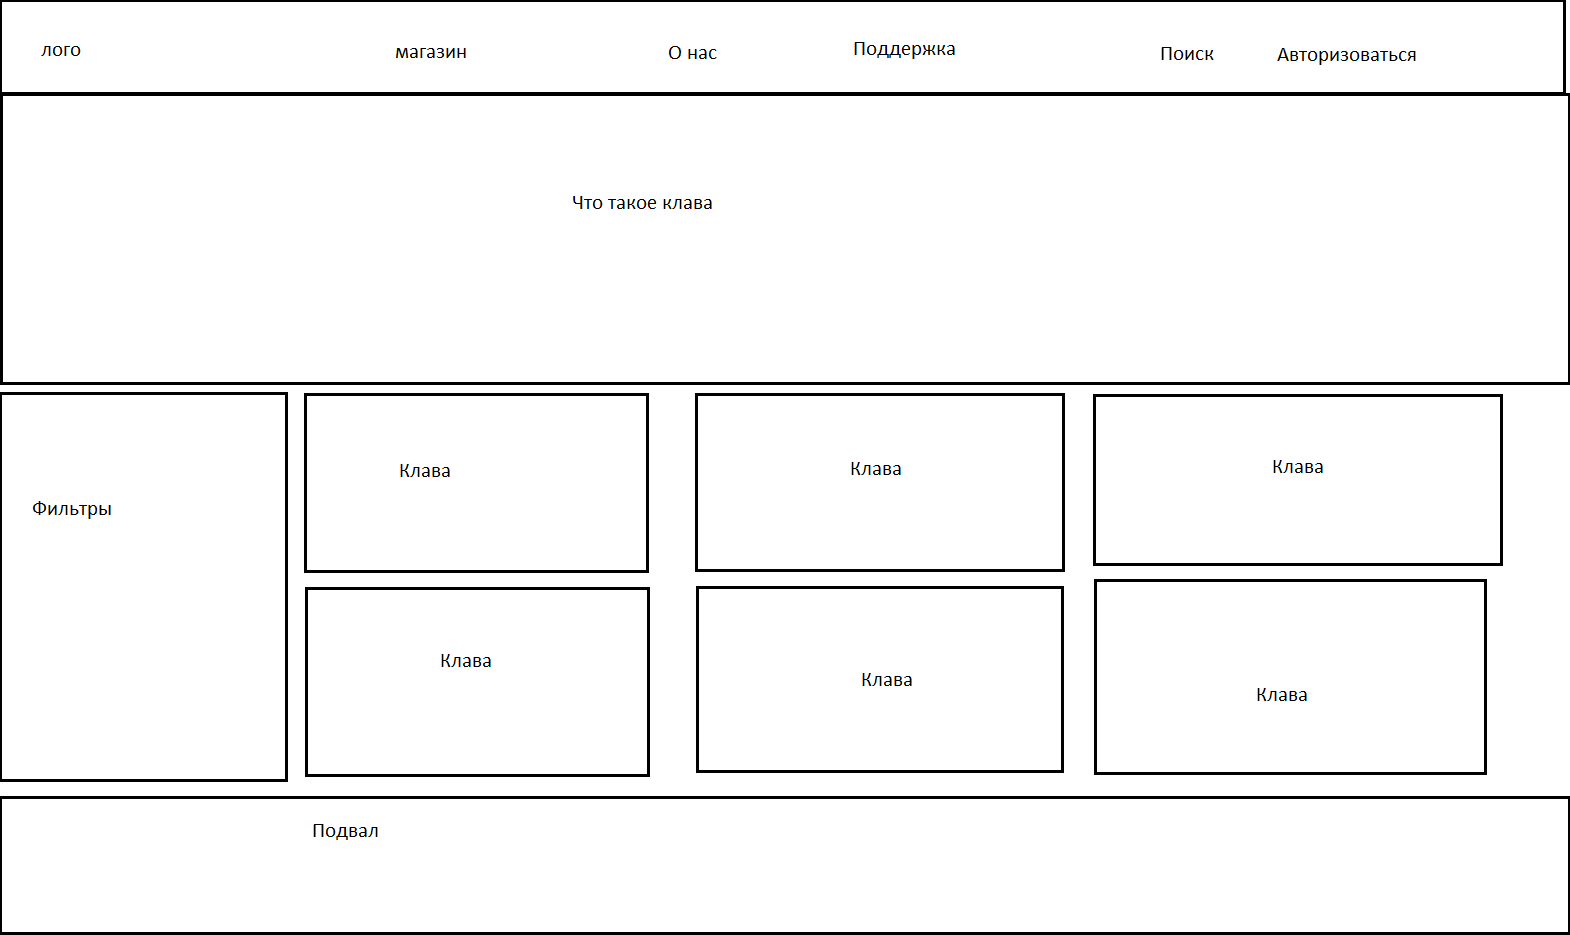 лого
магазин
О нас
Поддержка
Поиск
Авторизоваться
Что такое клава
Фильтры
Клава
Клава
Клава
Клава
Клава
Клава
Подвал